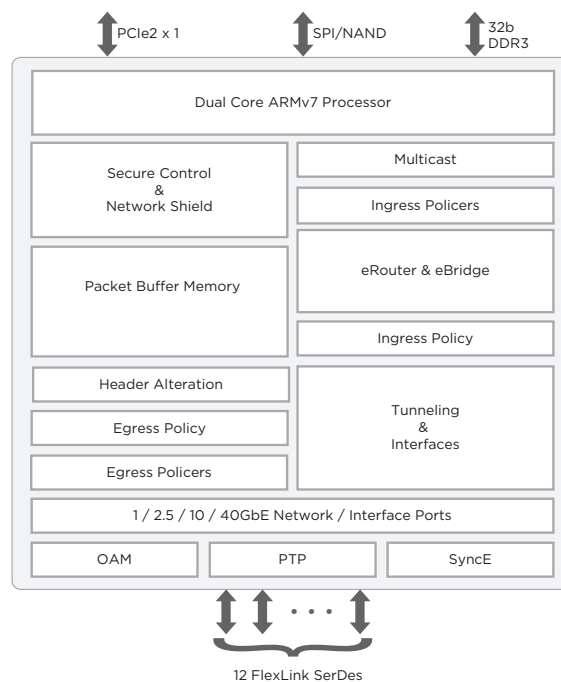 PCIe2 x 1
SPI/NAND
32b
DDR3
Dual Core ARMv7 Processor
Secure Control
&
Network Shield
Multicast
Ingress Policers
Packet Buffer Memory
eRouter & eBridge
Ingress Policy
Header Alteration
Tunneling
&
Interfaces
Egress Policy
Egress Policers
1 / 2.5 / 10 / 40GbE Network / Interface Ports
OAM
PTP
SyncE
12 FlexLink SerDes